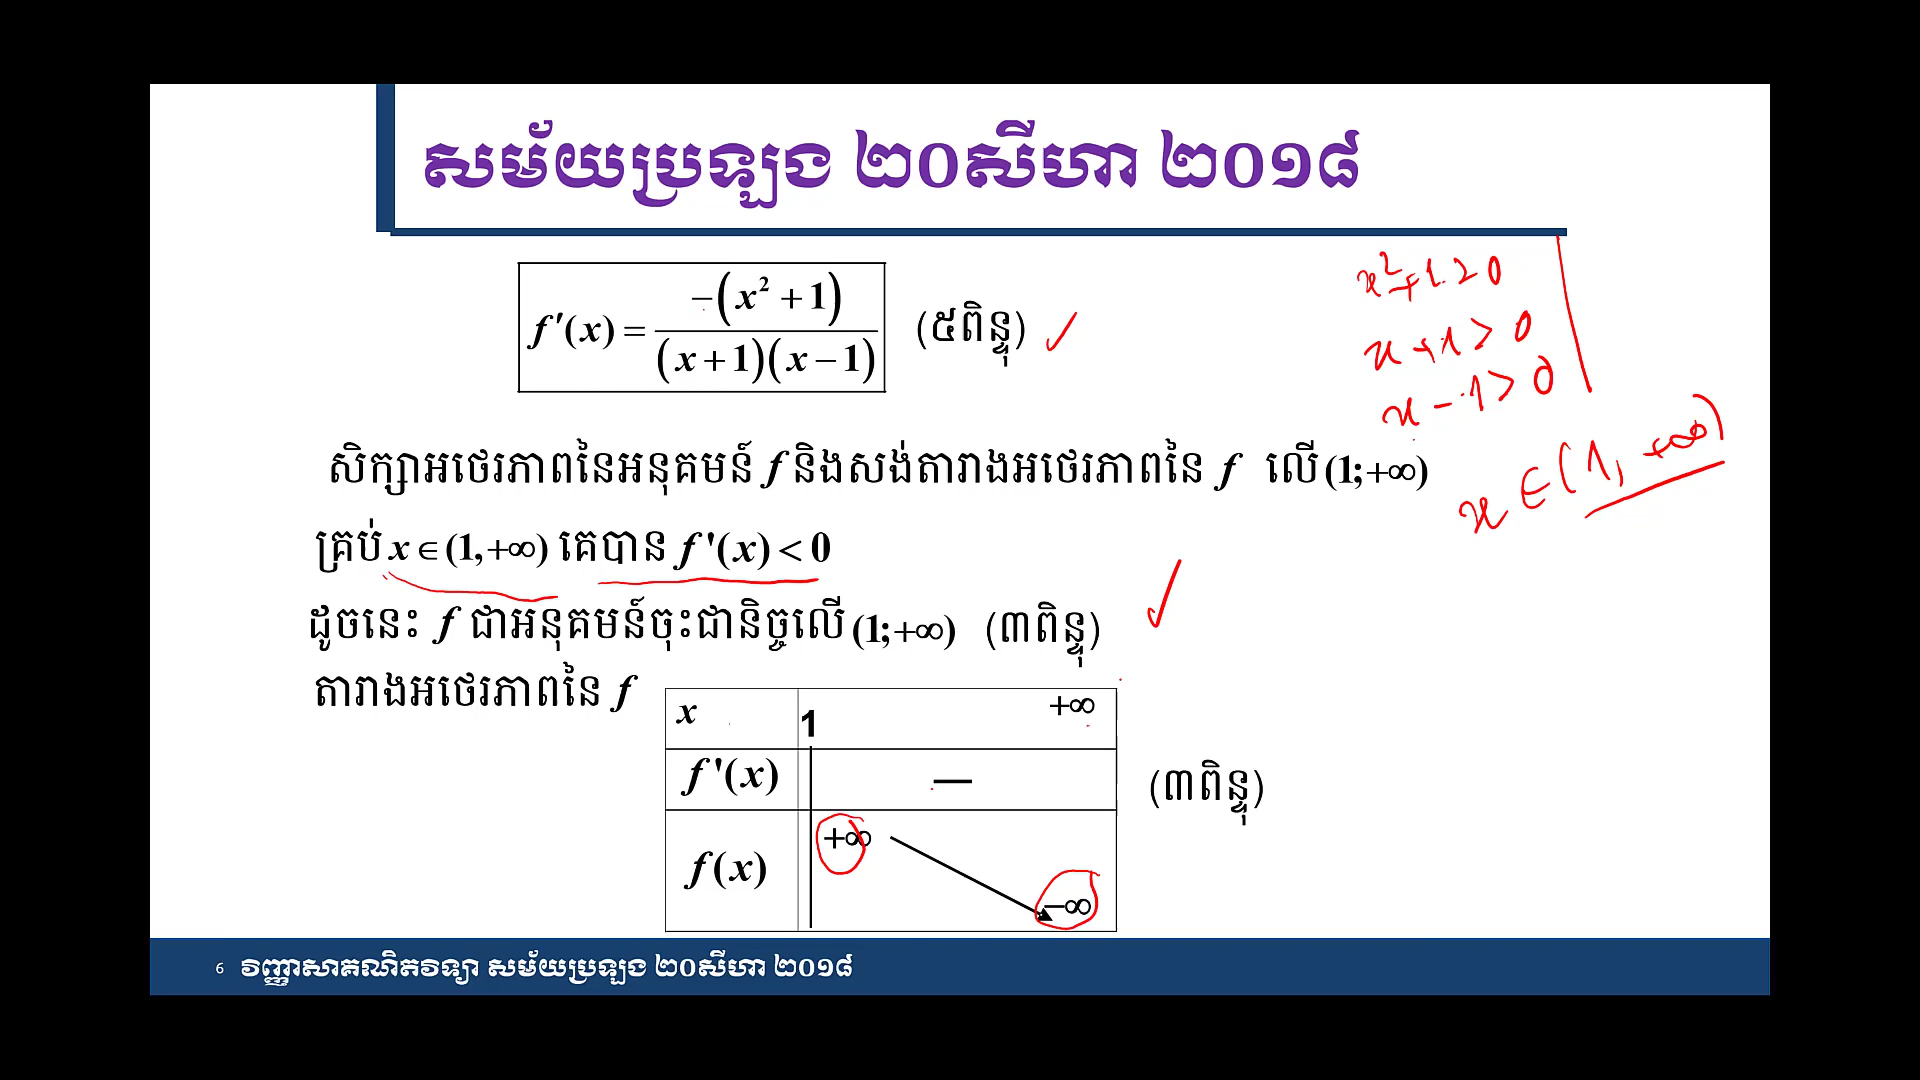 សម័យប្រឡង ២០សីហា ២០១៨
f′(x) = −(x² + 1) / (x + 1)(x − 1) (៥ពិន្ទុ) ✓
x² + 1 > 0
x + 1 > 0
x − 1 > 0
x ∈ (1, +∞)
សិក្សាអថេរភាពនៃអនុគមន៍ f និងសង់តារាងអថេរភាពនៃ f លើ (1;+∞)
គ្រប់ x ∈ (1,+∞) គេបាន f '(x) < 0
ដូចនេះ f ជាអនុគមន៍ចុះជានិច្ចលើ (1;+∞) (៣ពិន្ទុ) ✓
តារាងអថេរភាពនៃ f
x 1 +∞
f '(x) − (៣ពិន្ទុ)
f(x) +∞ −∞
6 វិញ្ញាសាគណិតវិទ្យា សម័យប្រឡង ២០សីហា ២០១៨